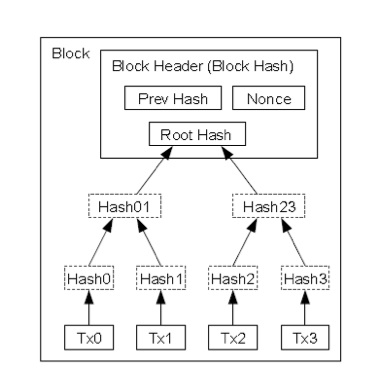 Block
Block Header (Block Hash)
Prev Hash Nonce
Root Hash
Hash01 Hash23
Hash0 Hash1 Hash2 Hash3
Tx0 Tx1 Tx2 Tx3